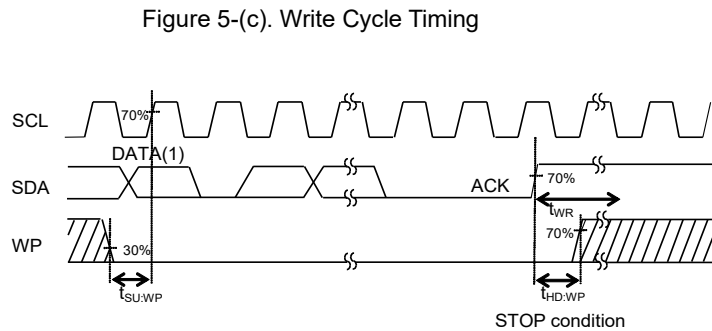 Figure 5-(c). Write Cycle Timing
SCL
70%
DATA(1)
SDA
ACK
70%
tWR
WP
30%
70%
tSU:WP
tHD:WP
STOP condition